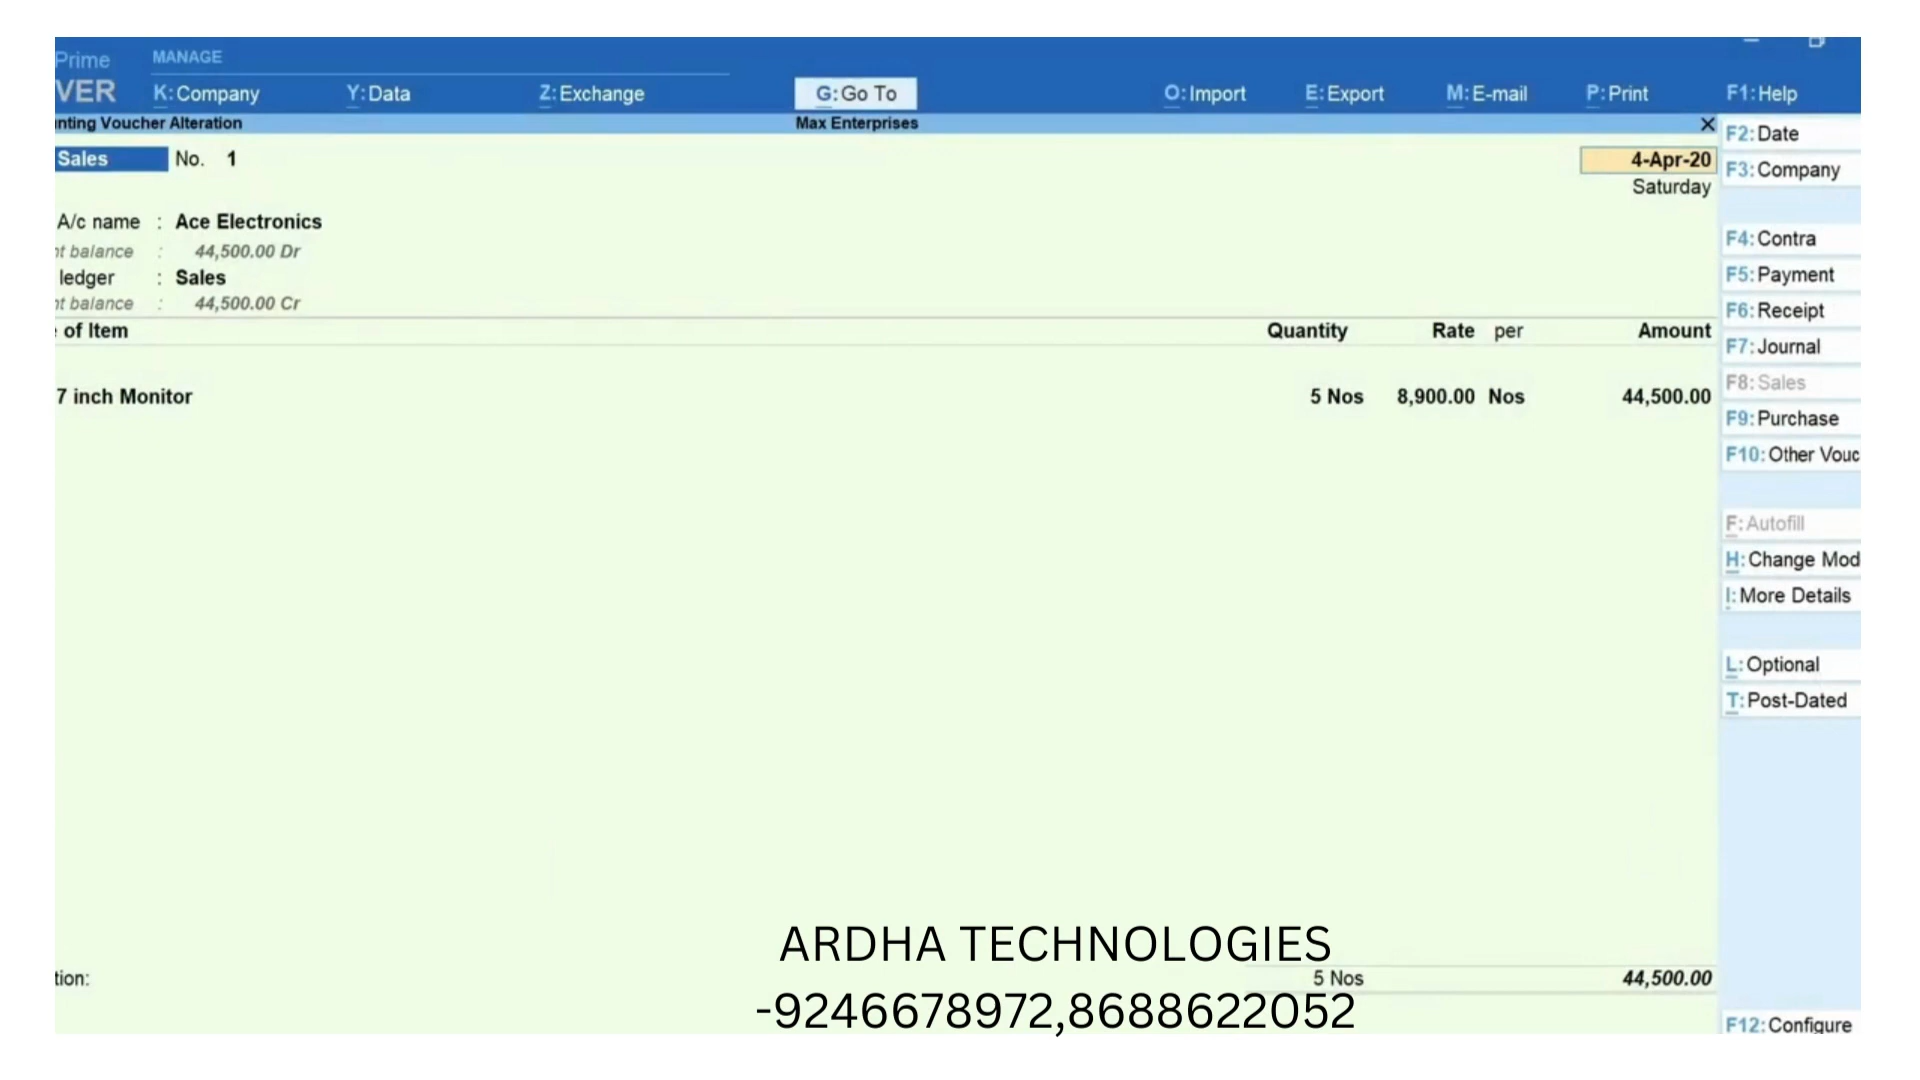 Prime MANAGE
VER K: Company Y: Data Z: Exchange G: Go To O: Import E: Export M: E-mail P: Print F1: Help
nting Voucher Alteration Max Enterprises X
F2: Date
Sales No. 1 4-Apr-20
F3: Company
Saturday
A/c name : Ace Electronics
F4: Contra
nt balance : 44,500.00 Dr
F5: Payment
ledger : Sales
nt balance : 44,500.00 Cr
F6: Receipt
of Item Quantity Rate per Amount
F7: Journal
F8: Sales
7 inch Monitor 5 Nos 8,900.00 Nos 44,500.00
F9: Purchase
F10: Other Vouc
F: Autofill
H: Change Mod
I: More Details
L: Optional
T: Post-Dated
ARDHA TECHNOLOGIES
tion: 5 Nos 44,500.00
-9246678972,8688622052
F12: Configure